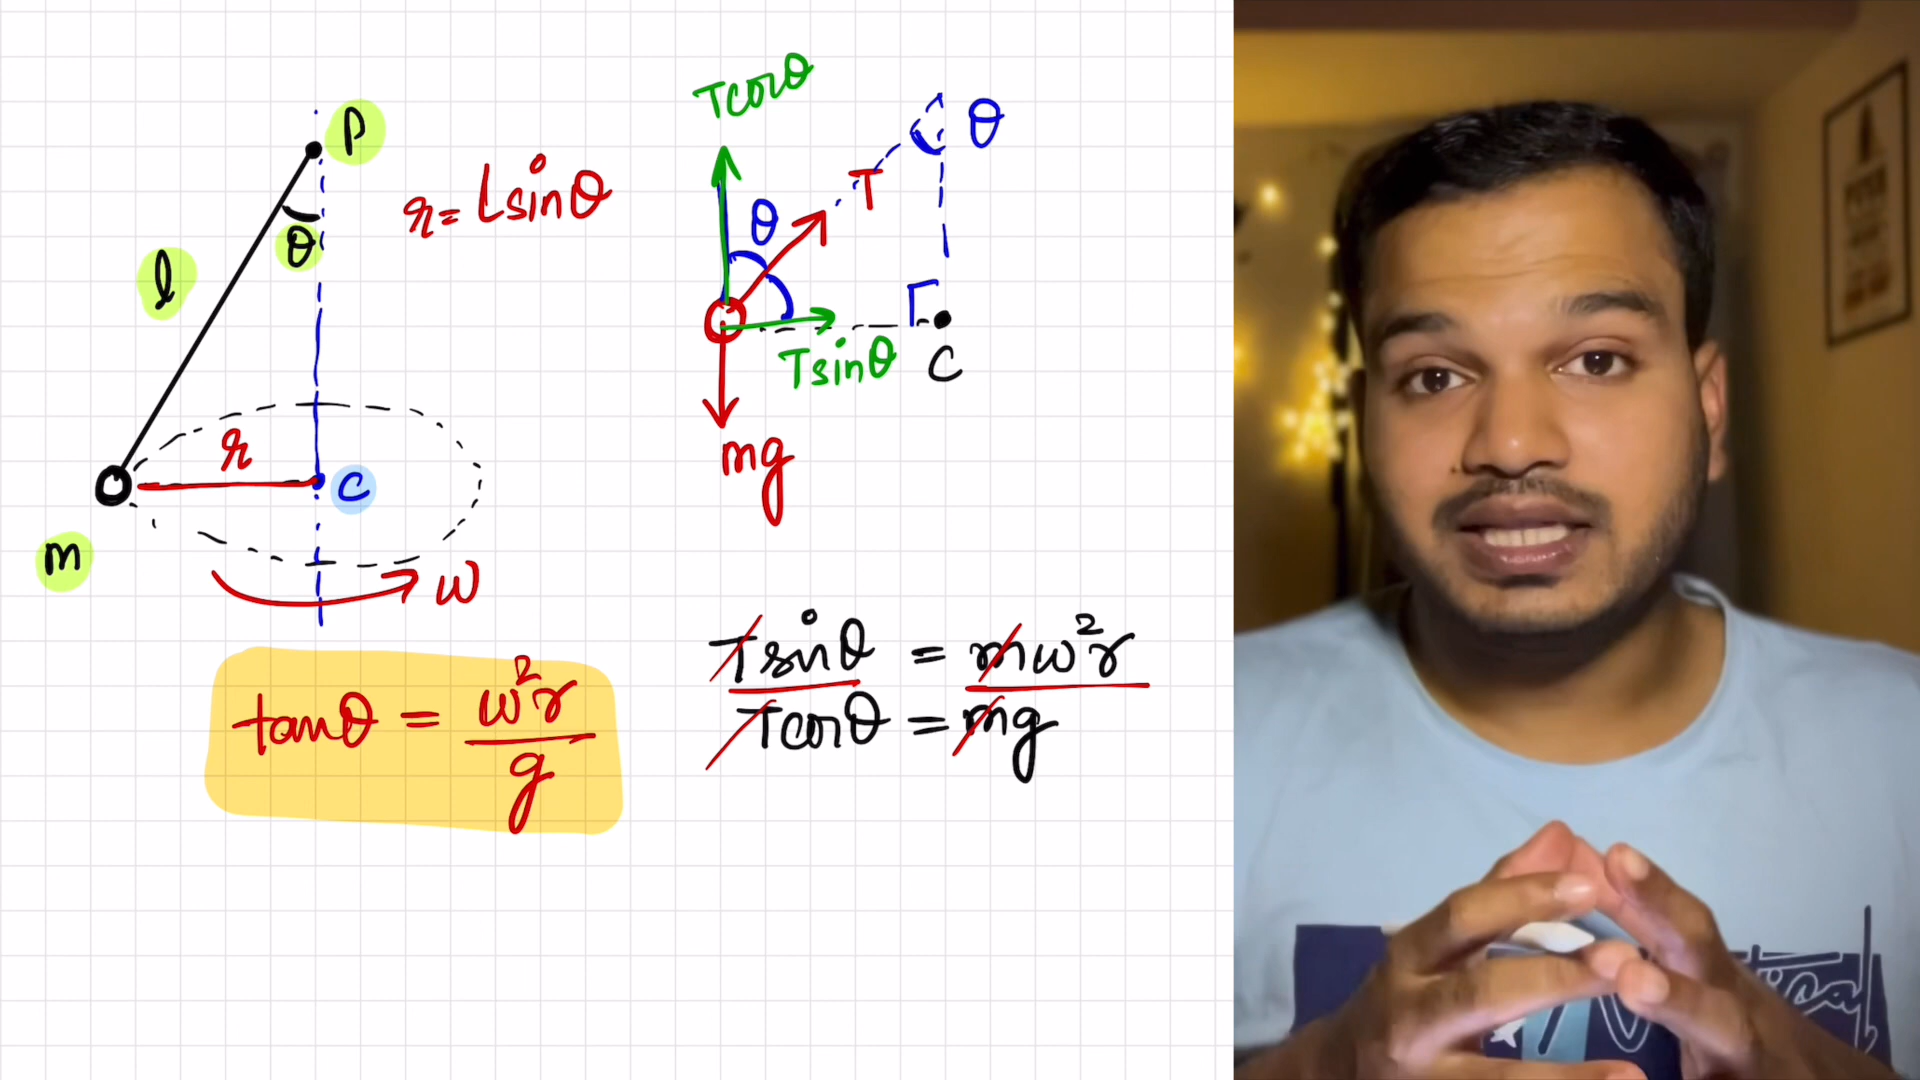 P
θ
l
r = l sinθ
r
C
m
ω
Tcosθ
θ
T
θ
Tsinθ
C
mg
Tsinθ = mω²r
Tcosθ = mg
tanθ = ω²r / g